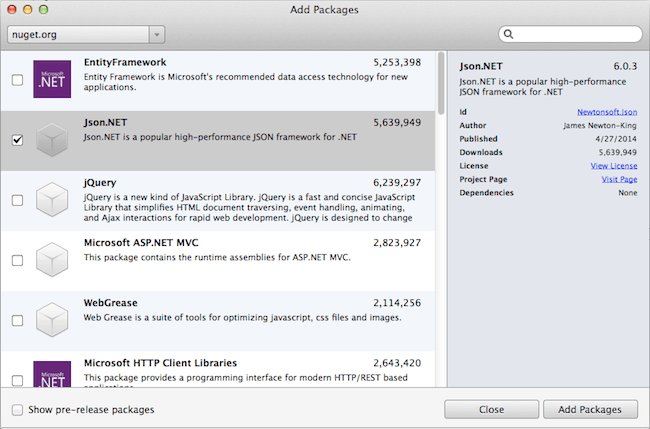 Add Packages
nuget.org
Microsoft
.NET
EntityFramework 5,253,398
Entity Framework is Microsoft's recommended data access technology for new
applications.
Json.NET 5,639,949
Json.NET is a popular high-performance JSON framework for .NET
jQuery 6,239,297
jQuery is a new kind of JavaScript Library. jQuery is a fast and concise JavaScript
Library that simplifies HTML document traversing, event handling, animating,
and Ajax interactions for rapid web development. jQuery is designed to change
Microsoft ASP.NET MVC 2,823,927
This package contains the runtime assemblies for ASP.NET MVC.
WebGrease 2,114,256
Web Grease is a suite of tools for optimizing javascript, css files and images.
Microsoft
.NET
Microsoft HTTP Client Libraries 2,643,420
This package provides a programming interface for modern HTTP/REST based
applications.
Json.NET 6.0.3
Json.NET is a popular high-performance
JSON framework for .NET
Id Newtonsoft.Json
Author James Newton-King
Published 4/27/2014
Downloads 5,639,949
License View License
Project Page Visit Page
Dependencies None
Show pre-release packages
Close
Add Packages